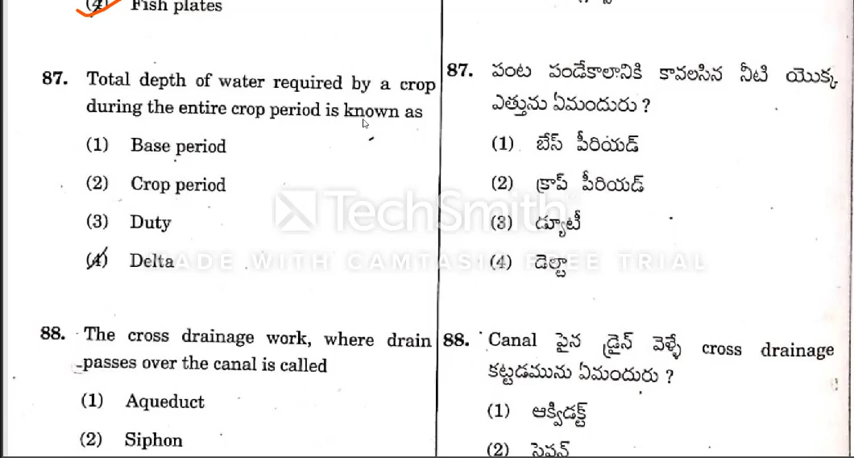 (4) Fish plates
87. Total depth of water required by a crop
during the entire crop period is known as
(1) Base period
(2) Crop period
(3) Duty
(4) Delta
88. The cross drainage work, where drain
passes over the canal is called
(1) Aqueduct
(2) Siphon
87. పంట పండేకాలానికి కావలసిన నీటి యొక్క
ఎత్తును ఏమందురు ?
(1) బేస్ పీరియడ్
(2) క్రాప్ పీరియడ్
(3) డ్యూటీ
(4) డెల్టా
88. Canal పైన డ్రైన్ వెళ్ళే cross drainage
కట్టడమును ఏమందురు ?
(1) ఆక్విడక్ట్
(2) సైఫన్
TechSmith
MADE WITH CAMTASIA FREE TRIAL